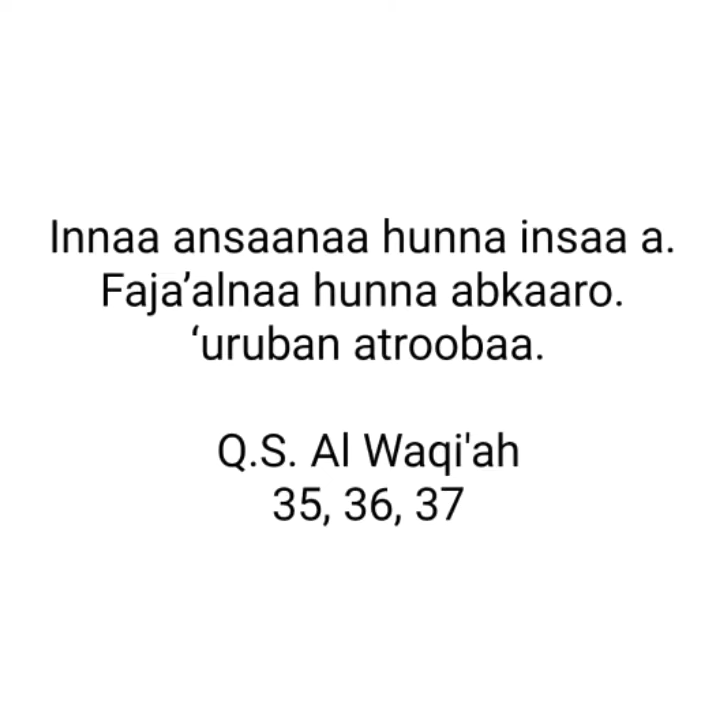 Innaa ansaanaa hunna insaa a.
Faja’alnaa hunna abkaaro.
‘uruban atroobaa.
Q.S. Al Waqi'ah
35, 36, 37